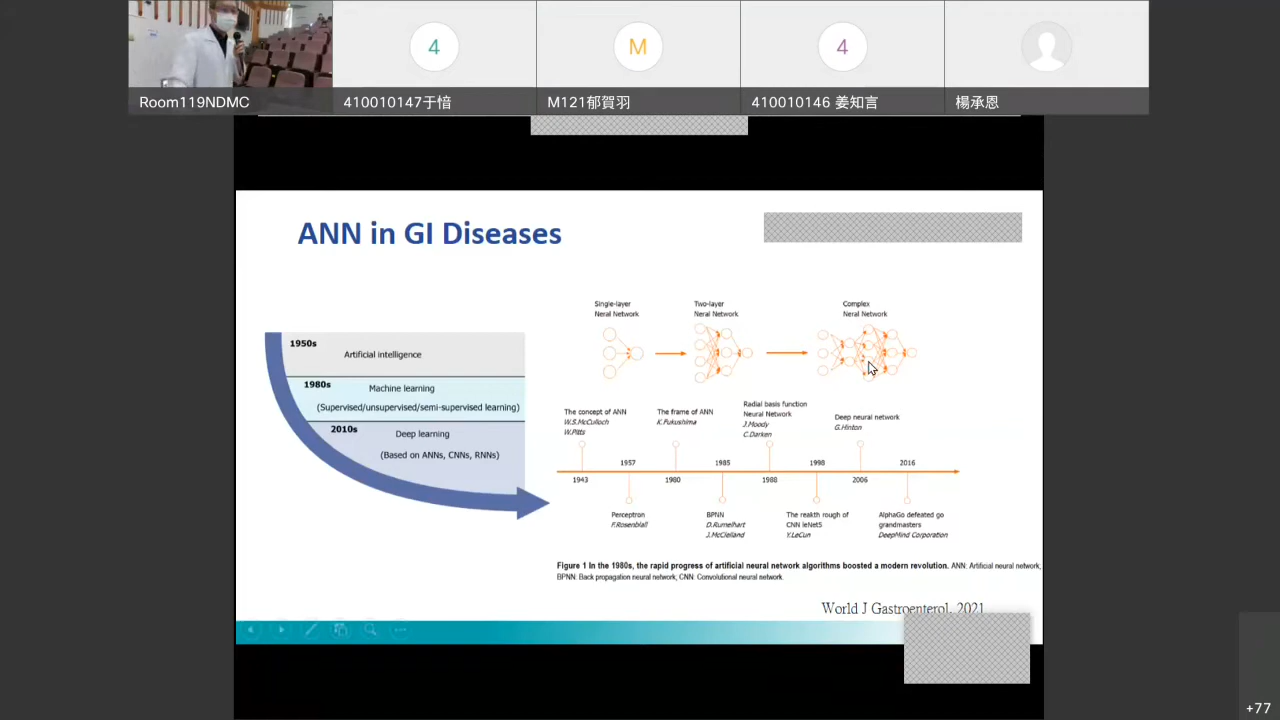 Room119NDMC
410010147于愔
M121郁賀羽
410010146 姜知言
楊承恩
4
M
4
ANN in GI Diseases
1950s
Artificial intelligence
1980s
Machine learning
(Supervised/unsupervised/semi-supervised learning)
2010s
Deep learning
(Based on ANNs, CNNs, RNNs)
Single-layer
Neral Network
Two-layer
Neral Network
Complex
Neral Network
The concept of ANN
W.S.McCulloch
W.Pitts
The frame of ANN
K.Fukushima
Radial basis function
Neural Network
J.Moody
C.Darken
Deep neural network
G.Hinton
1957
1985
1998
2016
1943
1980
1988
2006
Perceptron
F.Rosenblall
BPNN
D.Rumelhart
J.McClelland
The reakth rough of
CNN leNet5
Y.LeCun
AlphaGo defeated go
grandmasters
DeepMind Corporation
Figure 1 In the 1980s, the rapid progress of artificial neural network algorithms boosted a modern revolution. ANN: Artificial neural network;
BPNN: Back propagation neural network; CNN: Convolutional neural network.
World J Gastroenterol. 2021
+77